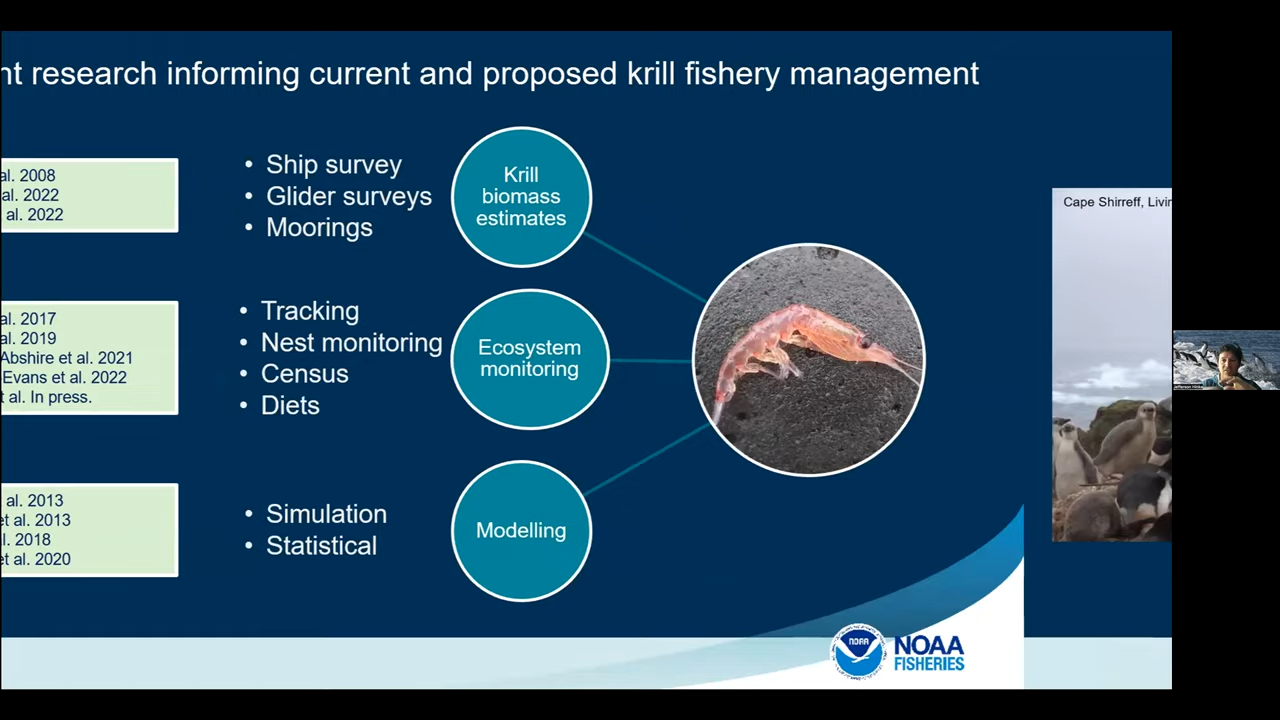 nt research informing current and proposed krill fishery management
al. 2008
al. 2022
al. 2022
• Ship survey
• Glider surveys
• Moorings
Krill
biomass
estimates
al. 2017
al. 2019
Abshire et al. 2021
Evans et al. 2022
t al. In press.
• Tracking
• Nest monitoring
• Census
• Diets
Ecosystem
monitoring
al. 2013
et al. 2013
l. 2018
et al. 2020
• Simulation
• Statistical
Modelling
Cape Shirreff, Livin
NOAA
NOAA
FISHERIES